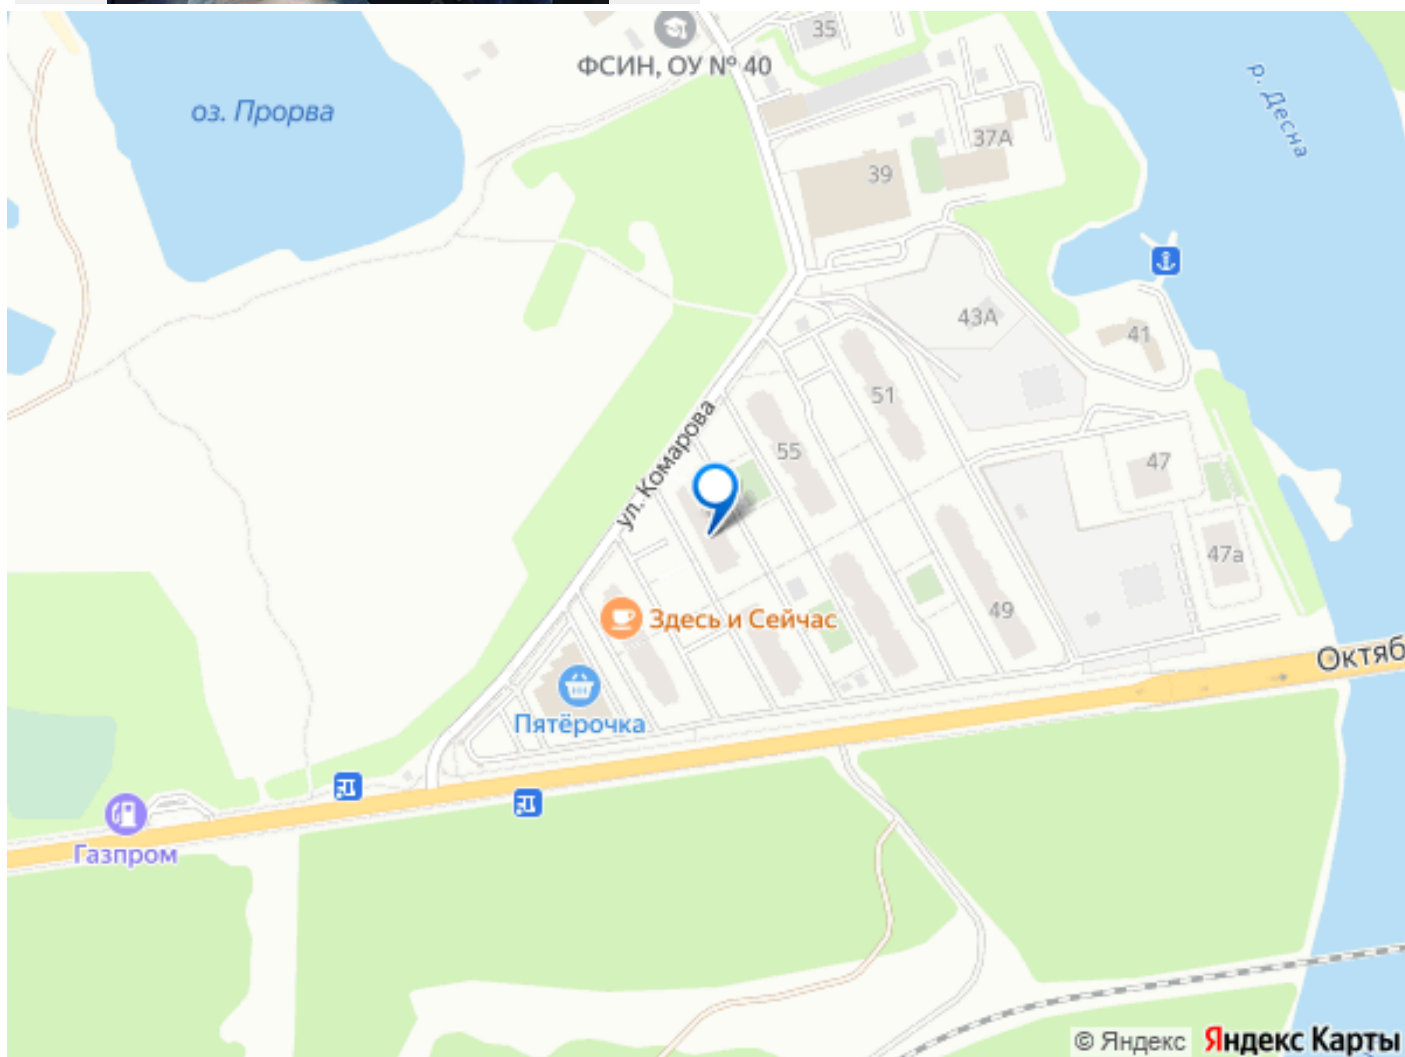 35
ФСИН, ОУ № 40
оз. Прорва
р. Десна
37А
39
43А
41
51
ул. Комарова
55
47
47а
49
Здесь и Сейчас
Октяб
Пятёрочка
Газпром
© Яндекс Яндекс Карты